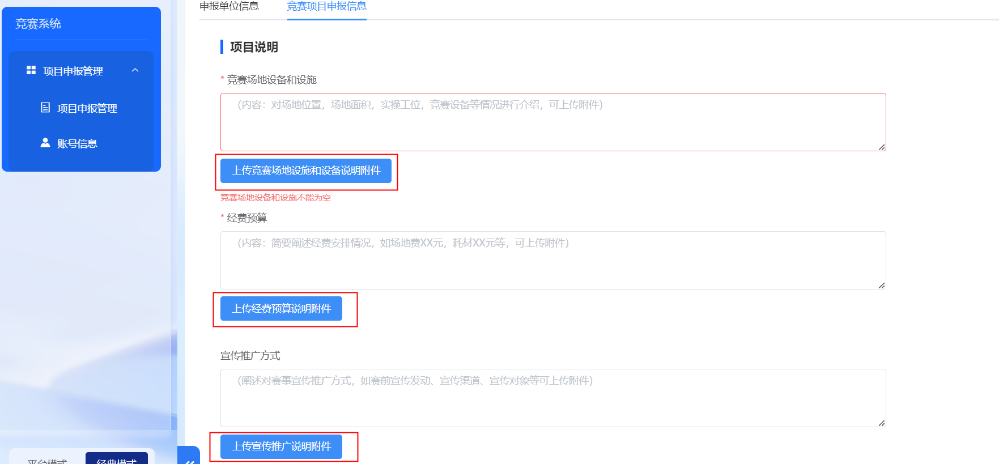 竞赛系统
项目申报管理
项目申报管理
账号信息
平台模式
经典模式
申报单位信息
竞赛项目申报信息
项目说明
* 竞赛场地设备和设施
（内容：对场地位置，场地面积，实操工位，竞赛设备等情况进行介绍，可上传附件）
上传竞赛场地设施和设备说明附件
竞赛场地设备和设施不能为空
* 经费预算
（内容：简要阐述经费安排情况，如场地费XX元，耗材XX元等，可上传附件）
上传经费预算说明附件
宣传推广方式
（阐述对赛事宣传推广方式，如赛前宣传发动、宣传渠道、宣传对象等可上传附件）
上传宣传推广说明附件